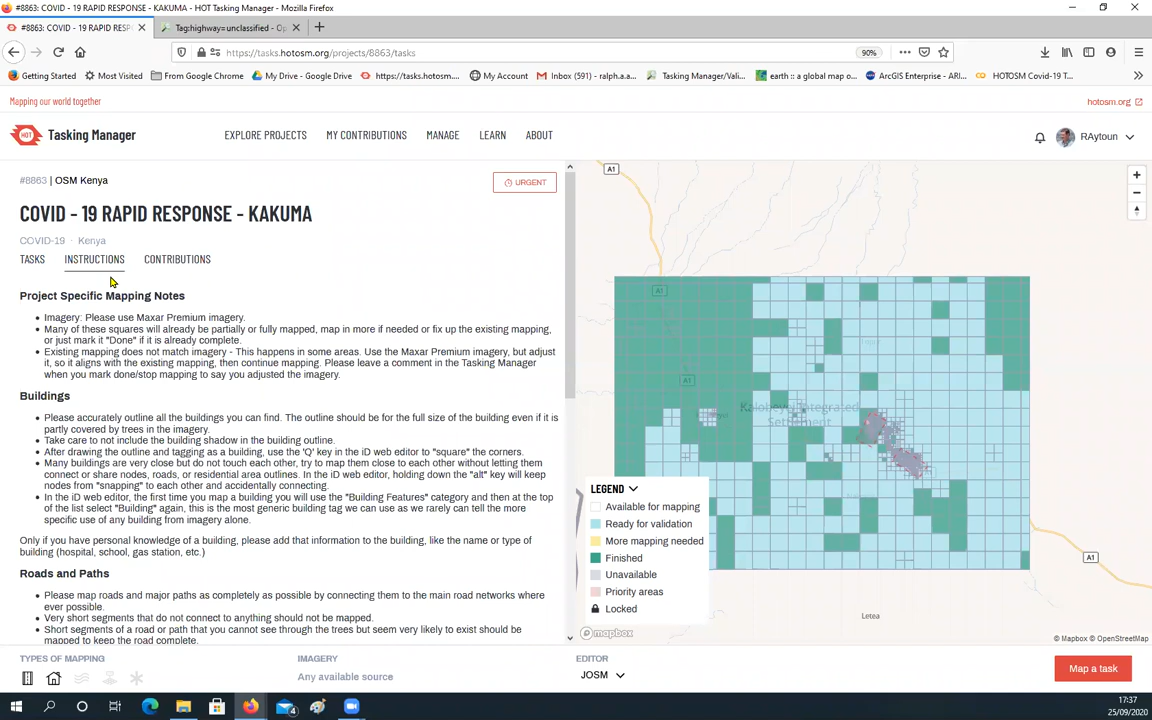 #8863: COVID - 19 RAPID RESPONSE - KAKUMA - HOT Tasking Manager - Mozilla Firefox
#8863: COVID - 19 RAPID RESP
Tag:highway=unclassified - Op
https://tasks.hotosm.org/projects/8863/tasks
90%
Getting Started
Most Visited
From Google Chrome
My Drive - Google Drive
https://tasks.hotosm....
My Account
Inbox (591) - ralph.a.a...
Tasking Manager/Vali...
earth :: a global map o...
ArcGIS Enterprise - ARI...
HOTOSM Covid-19 T...
Mapping our world together
hotosm.org
HOT
Tasking Manager
EXPLORE PROJECTS
MY CONTRIBUTIONS
MANAGE
LEARN
ABOUT
RAytoun
#8863 | OSM Kenya
URGENT
COVID - 19 RAPID RESPONSE - KAKUMA
COVID-19 · Kenya
TASKS
INSTRUCTIONS
CONTRIBUTIONS
Project Specific Mapping Notes
Imagery: Please use Maxar Premium imagery.
Many of these squares will already be partially or fully mapped, map in more if needed or fix up the existing mapping,
or just mark it "Done" if it is already complete.
Existing mapping does not match imagery - This happens in some areas. Use the Maxar Premium imagery, but adjust
it, so it aligns with the existing mapping, then continue mapping. Please leave a comment in the Tasking Manager
when you mark done/stop mapping to say you adjusted the imagery.
Buildings
Please accurately outline all the buildings you can find. The outline should be for the full size of the building even if it is
partly covered by trees in the imagery.
Take care to not include the building shadow in the building outline.
After drawing the outline and tagging as a building, use the 'Q' key in the iD web editor to "square" the corners.
Many buildings are very close but do not touch each other, try to map them close to each other without letting them
connect or share nodes, roads, or residential area outlines. In the iD web editor, holding down the "alt" key will keep
nodes from "snapping" to each other and accidentally connecting.
In the iD web editor, the first time you map a building you will use the "Building Features" category and then at the top
of the list select "Building" again, this is the most generic building tag we can use as we rarely can tell the more
specific use of any building from imagery alone.
Only if you have personal knowledge of a building, please add that information to the building, like the name or type of
building (hospital, school, gas station, etc.)
Roads and Paths
Please map roads and major paths as completely as possible by connecting them to the main road networks where
ever possible.
Very short segments that do not connect to anything should not be mapped.
Short segments of a road or path that you cannot see through the trees but seem very likely to exist should be
mapped to keep the road complete.
A1
A1
A1
A1
Kalobeyei Integrated
Settlement
Letea
LEGEND
Available for mapping
Ready for validation
More mapping needed
Finished
Unavailable
Priority areas
Locked
mapbox
© Mapbox © OpenStreetMap
TYPES OF MAPPING
IMAGERY
Any available source
EDITOR
JOSM
Map a task
4
17:37
25/09/2020